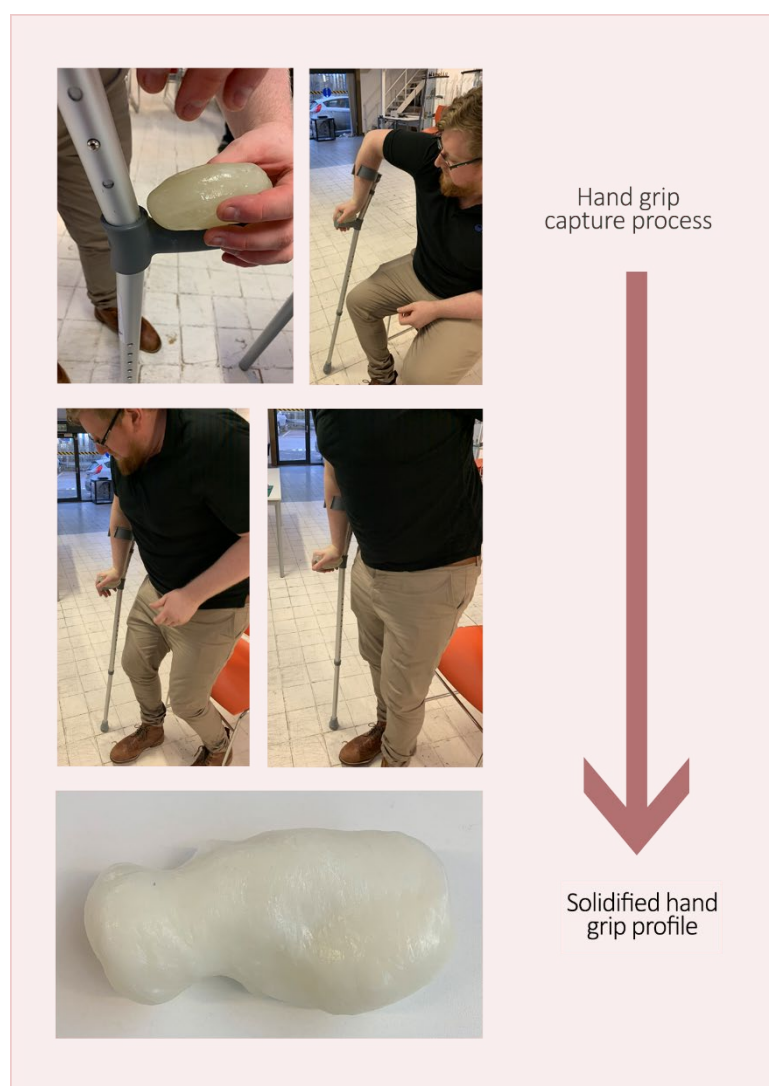 Hand grip
capture process
Solidified hand
grip profile